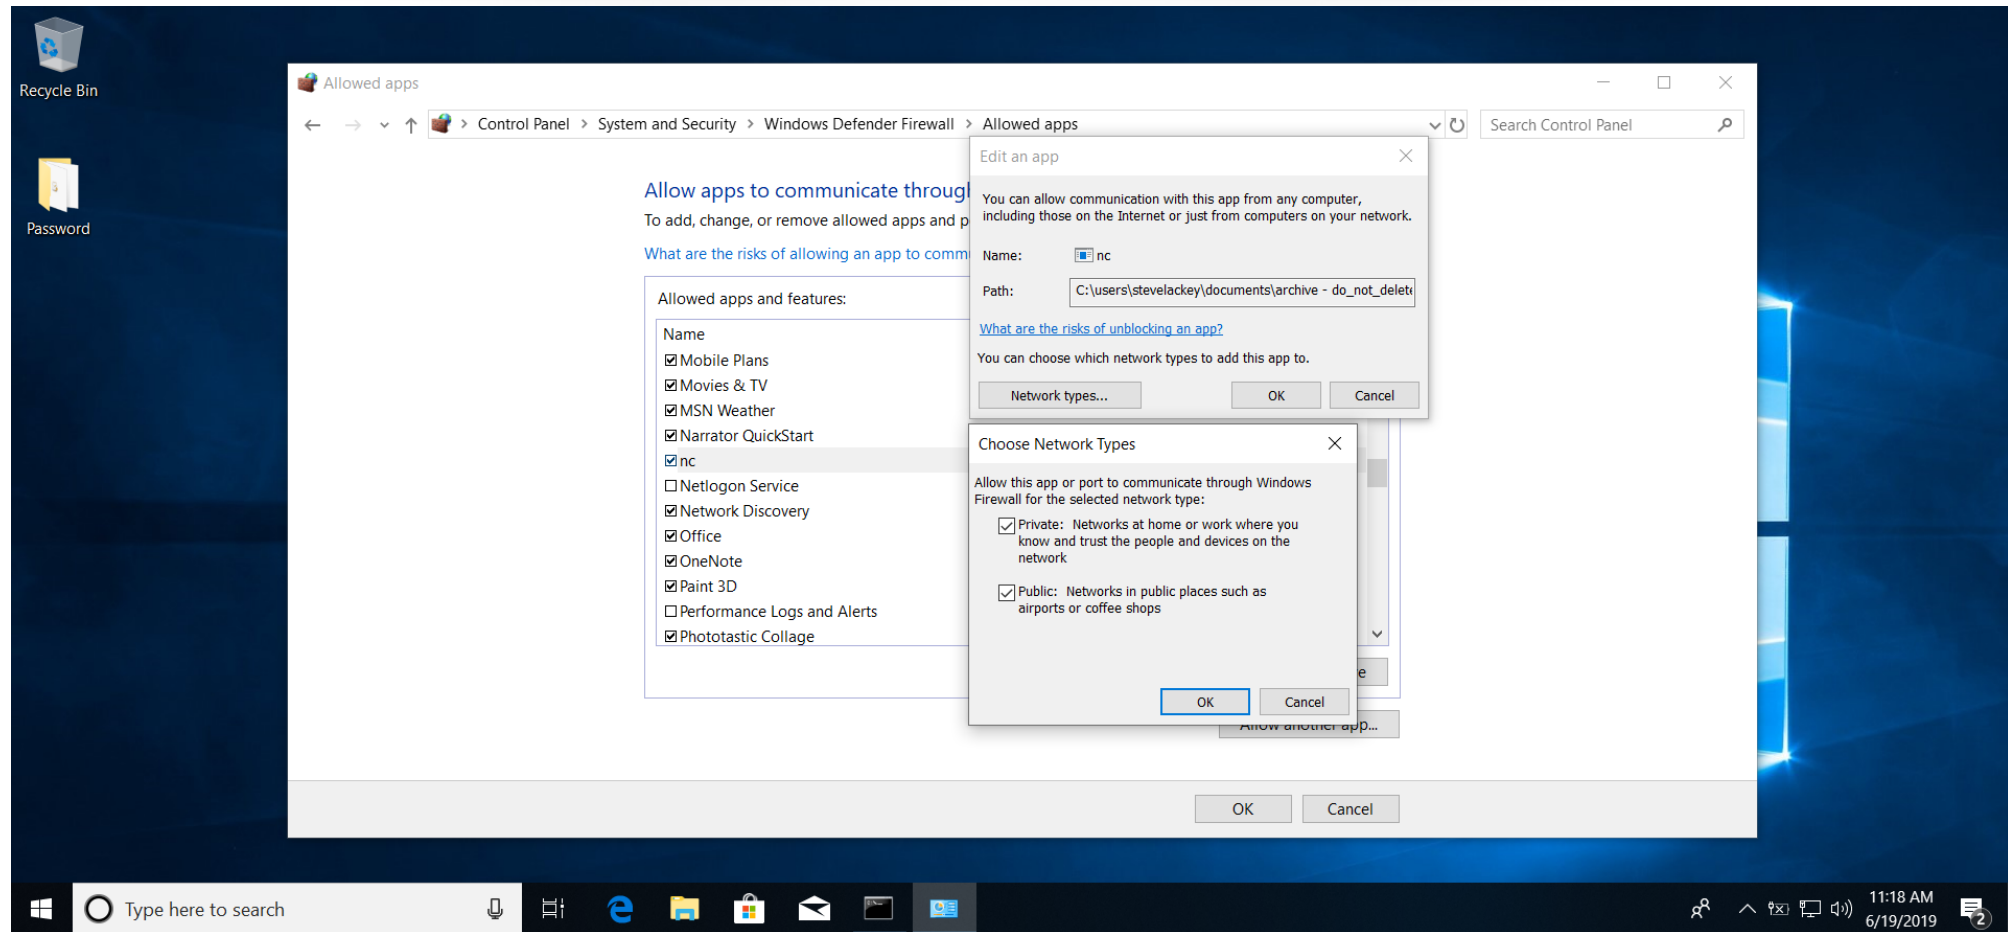 Recycle Bin
Password
Allowed apps
Control Panel > System and Security > Windows Defender Firewall > Allowed apps
Search Control Panel
Allow apps to communicate through
To add, change, or remove allowed apps and p
What are the risks of allowing an app to comm
Allowed apps and features:
Name
Mobile Plans
Movies & TV
MSN Weather
Narrator QuickStart
nc
Netlogon Service
Network Discovery
Office
OneNote
Paint 3D
Performance Logs and Alerts
Phototastic Collage
Edit an app
You can allow communication with this app from any computer,
including those on the Internet or just from computers on your network.
Name: nc
Path: C:\users\stevelackey\documents\archive - do_not_delete
What are the risks of unblocking an app?
You can choose which network types to add this app to.
Network types...
OK
Cancel
Choose Network Types
Allow this app or port to communicate through Windows
Firewall for the selected network type:
Private: Networks at home or work where you
know and trust the people and devices on the
network
Public: Networks in public places such as
airports or coffee shops
OK
Cancel
e
Allow another app...
OK
Cancel
Type here to search
11:18 AM
6/19/2019
2